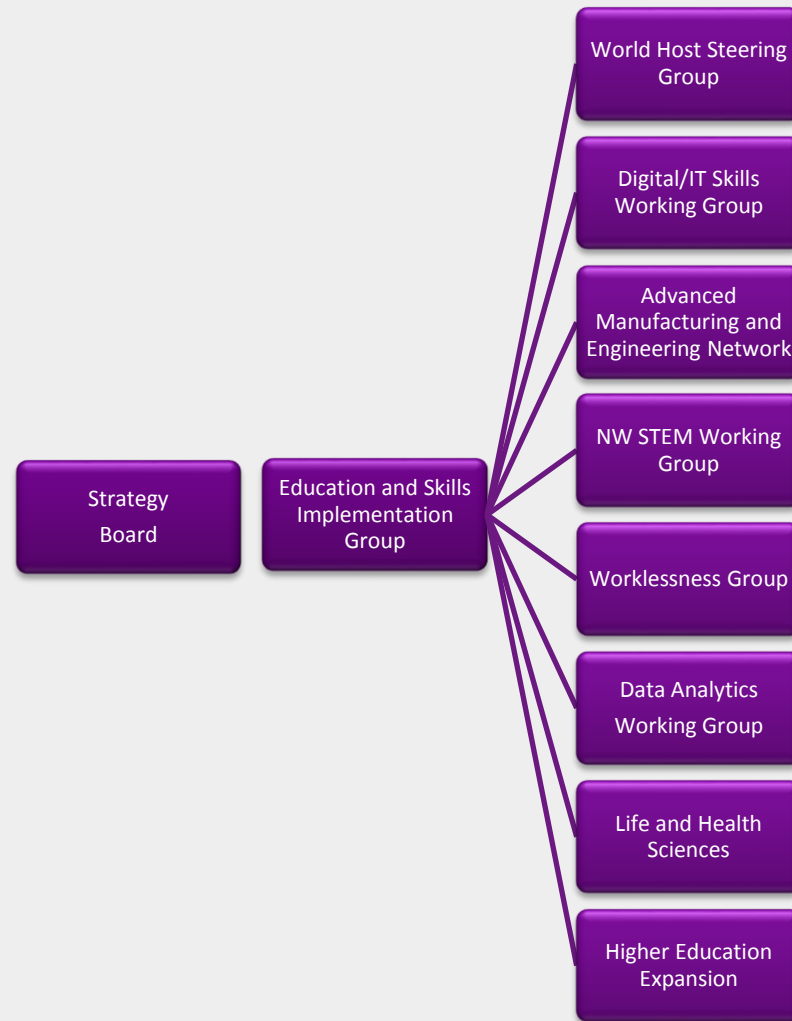 Strategy
Board
Education and Skills
Implementation
Group
World Host Steering
Group
Digital/IT Skills
Working Group
Advanced
Manufacturing and
Engineering Network
NW STEM Working
Group
Worklessness Group
Data Analytics
Working Group
Life and Health
Sciences
Higher Education
Expansion